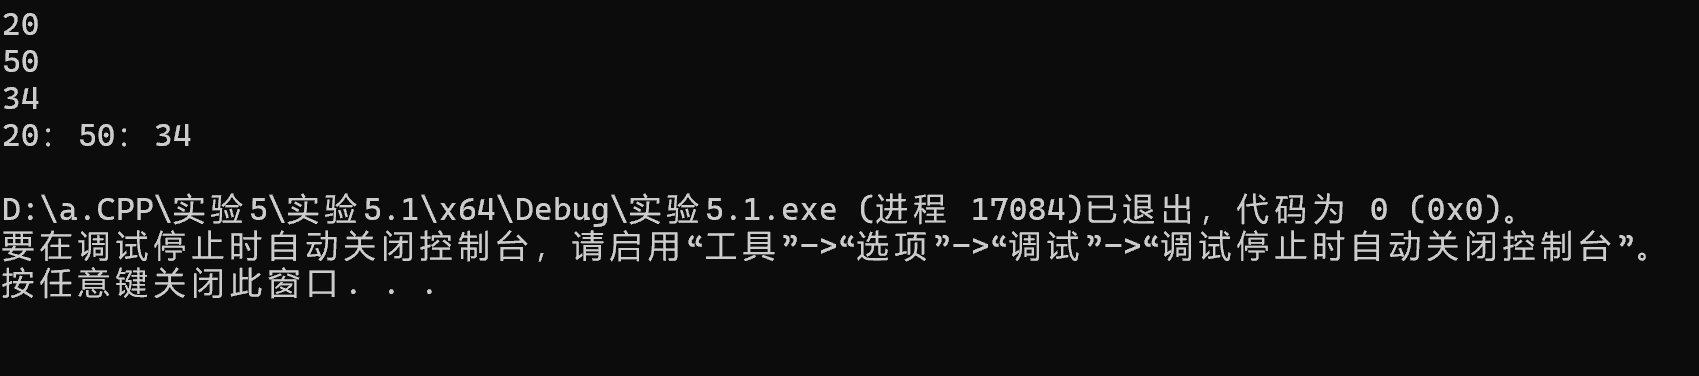 20
50
34
20：50：34
D:\a.CPP\实验5\实验5.1\x64\Debug\实验5.1.exe (进程 17084)已退出，代码为 0 (0x0)。
要在调试停止时自动关闭控制台，请启用“工具”->“选项”->“调试”->“调试停止时自动关闭控制台”。
按任意键关闭此窗口. . .